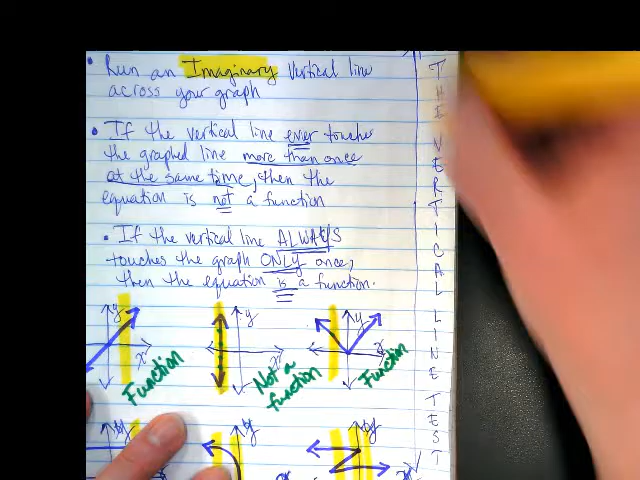 • Run an Imaginary vertical line
across your graph
• If the vertical line ever touches
the graphed line more than once
at the same time, then the
equation is not a function
• If the vertical line ALWAYS
touches the graph ONLY once,
then the equation is a function.
y
x
Function
y
x
Not a
function
y
x
Function
y
y
y
x
x
THE VERTICAL LINE TEST